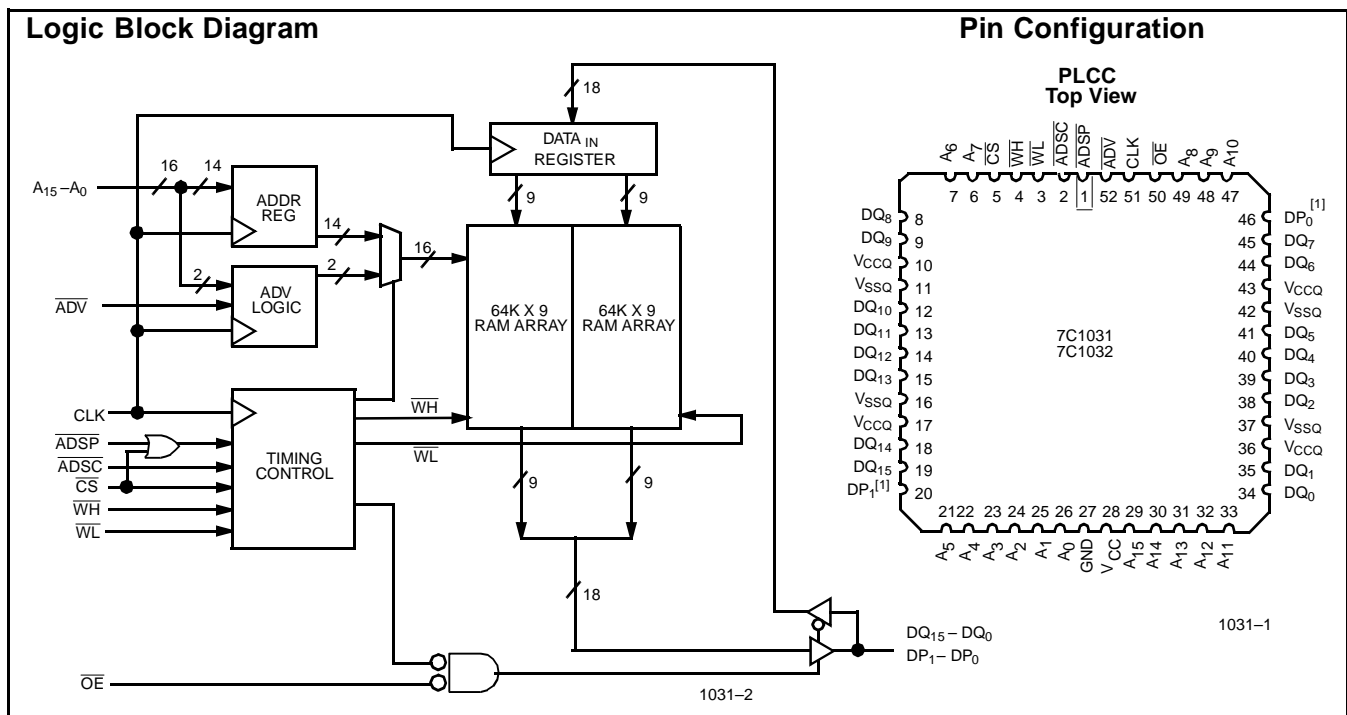 Logic Block Diagram
18
DATA IN
REGISTER
16
14
A15–A0
ADDR
REG
9
9
14
16
2
2
ADV
LOGIC
ADV
64K X 9
RAM ARRAY
64K X 9
RAM ARRAY
CLK
WH
ADSP
WL
ADSC
TIMING
CONTROL
CS
9
9
WH
WL
18
DQ15 – DQ0
DP1 – DP0
OE
1031–2
Pin Configuration
PLCC
Top View
A6
A7
CS
WH
WL
ADSC
ADSP
ADV
CLK
OE
A8
A9
A10
7 6 5 4 3 2 1 52 51 50 49 48 47
DQ8 8
DQ9 9
VCCQ 10
VSSQ 11
DQ10 12
DQ11 13
DQ12 14
DQ13 15
VSSQ 16
VCCQ 17
DQ14 18
DQ15 19
DP1[1] 20
7C1031
7C1032
46 DP0[1]
45 DQ7
44 DQ6
43 VCCQ
42 VSSQ
41 DQ5
40 DQ4
39 DQ3
38 DQ2
37 VSSQ
36 VCCQ
35 DQ1
34 DQ0
21 22 23 24 25 26 27 28 29 30 31 32 33
A5
A4
A3
A2
A1
A0
GND
VCC
A15
A14
A13
A12
A11
1031–1